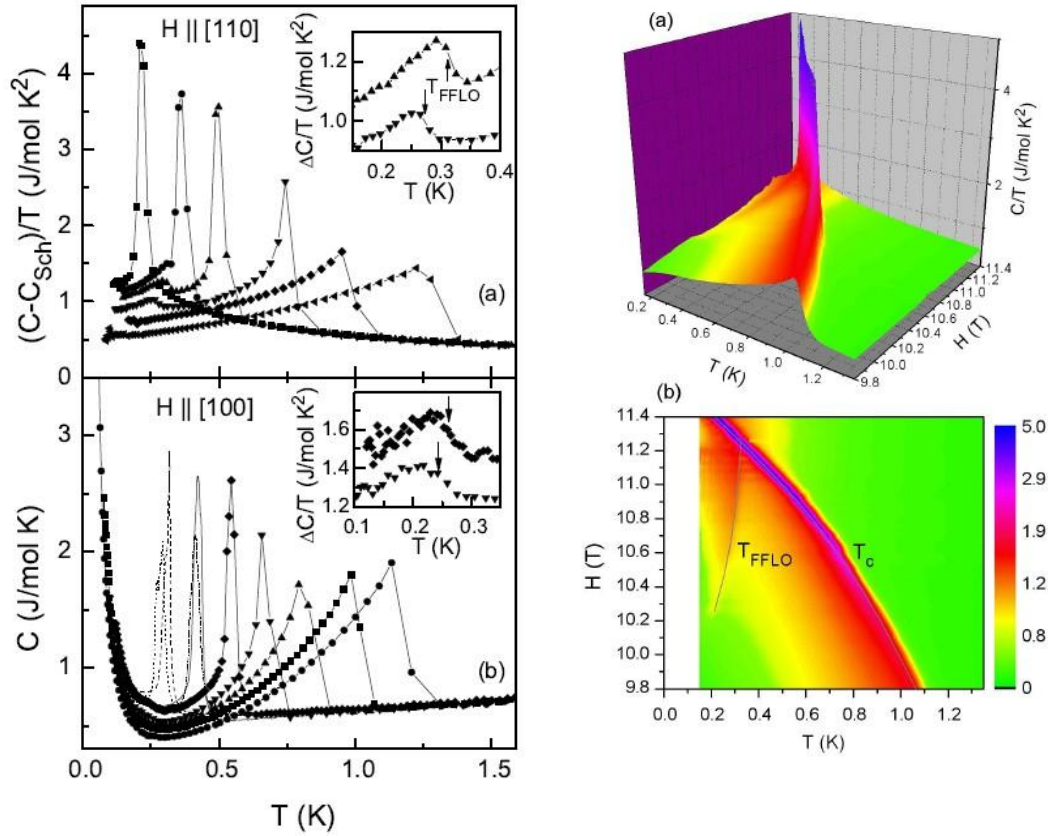 H || [110]
(C-C_Sch)/T (J/mol K²)
4
3
2
1
0
(a)
ΔC/T (J/mol K²)
1.2
1.0
T_FFLO
0.2 0.3 0.4
T (K)
H || [100]
C (J/mol K)
3
2
1
(b)
ΔC/T (J/mol K²)
1.6
1.4
1.2
0.1 0.2 0.3
T (K)
0 0.5 1.0 1.5
T (K)
(a)
4
2
C/T (J/mol K²)
0.2 0.4 0.6 0.8 1.0 1.2
T (K)
9.8 10.0 10.2 10.4 10.6 10.8 11.0 11.2 11.4
H (T)
(b)
11.4
11.2
11.0
10.8
10.6
10.4
10.2
10.0
9.8
H (T)
T_FFLO
T_c
0.0 0.2 0.4 0.6 0.8 1.0 1.2
T (K)
5.0
2.9
1.9
1.2
1.0
0.8
0